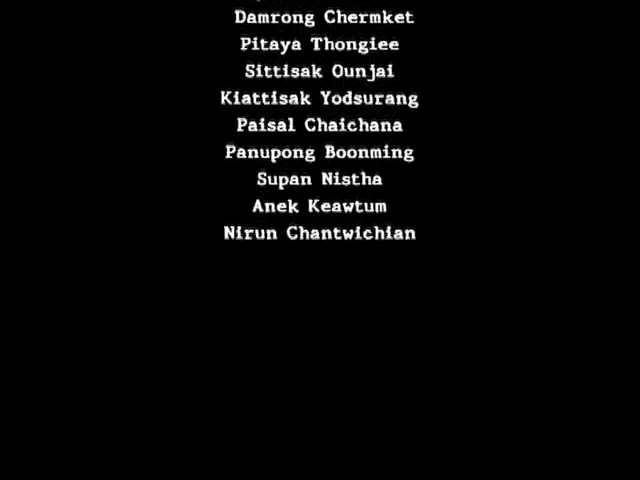 Damrong Chermket
Pitaya Thongiee
Sittisak Ounjai
Kiattisak Yodsurang
Paisal Chaichana
Panupong Boonming
Supan Nistha
Anek Keawtum
Nirun Chantwichian